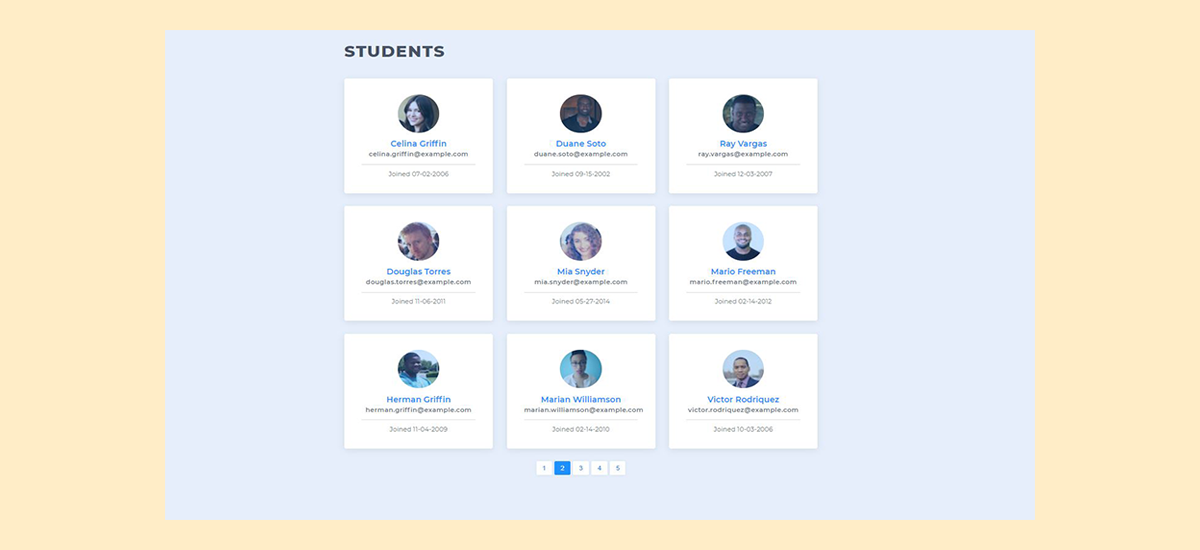 STUDENTS
Celina Griffin
celina.griffin@example.com
Joined 07-02-2006
Duane Soto
duane.soto@example.com
Joined 09-15-2002
Ray Vargas
ray.vargas@example.com
Joined 12-03-2007
Douglas Torres
douglas.torres@example.com
Joined 11-06-2011
Mia Snyder
mia.snyder@example.com
Joined 05-27-2014
Mario Freeman
mario.freeman@example.com
Joined 02-14-2012
Herman Griffin
herman.griffin@example.com
Joined 11-04-2009
Marian Williamson
marian.williamson@example.com
Joined 02-14-2010
Victor Rodriquez
victor.rodriquez@example.com
Joined 10-03-2006
1 2 3 4 5